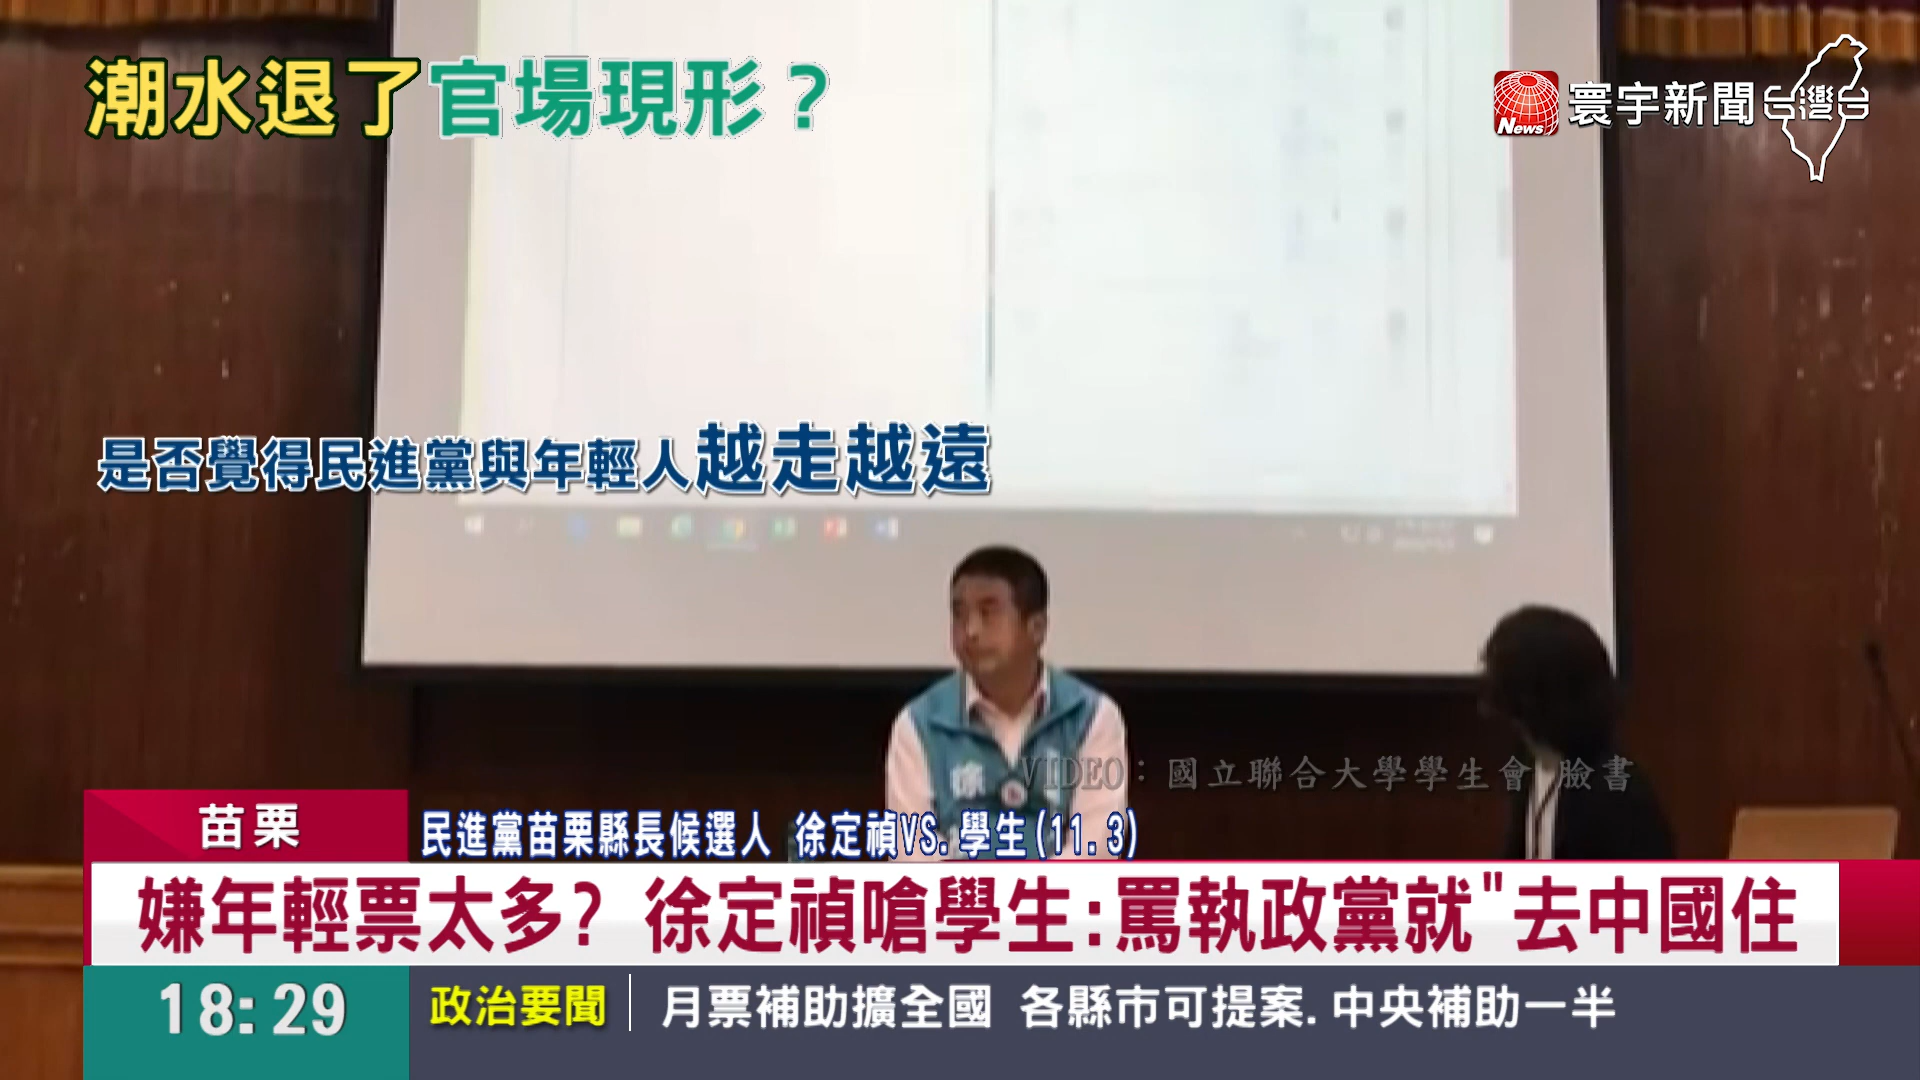 潮水退了官場現形？
News 寰宇新聞 台灣台
是否覺得民進黨與年輕人越走越遠
徐
VIDEO：國立聯合大學學生會 臉書
苗栗
民進黨苗栗縣長候選人 徐定禎VS.學生(11.3)
嫌年輕票太多? 徐定禎嗆學生:罵執政黨就"去中國住
18:29
政治要聞 月票補助擴全國 各縣市可提案.中央補助一半